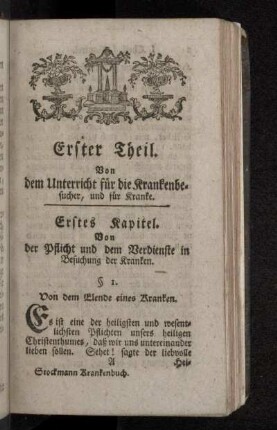 Erster Theil.
Von
dem Unterricht für die Krankenbe-
sucher, und für Kranke.
Erstes Kapitel.
Von
der Pflicht und dem Verdienste in
Besuchung der Kranken.
§ 1.
Von dem Elende eines Kranken.
Es ist eine der heiligsten und wesent-
lichsten Pflichten unsers heiligen
Christenthumes, daß wir uns untereinander
lieben sollen. Sehet! sagte der liebvolle
A Hei-
Stockmann Krankenbuch.